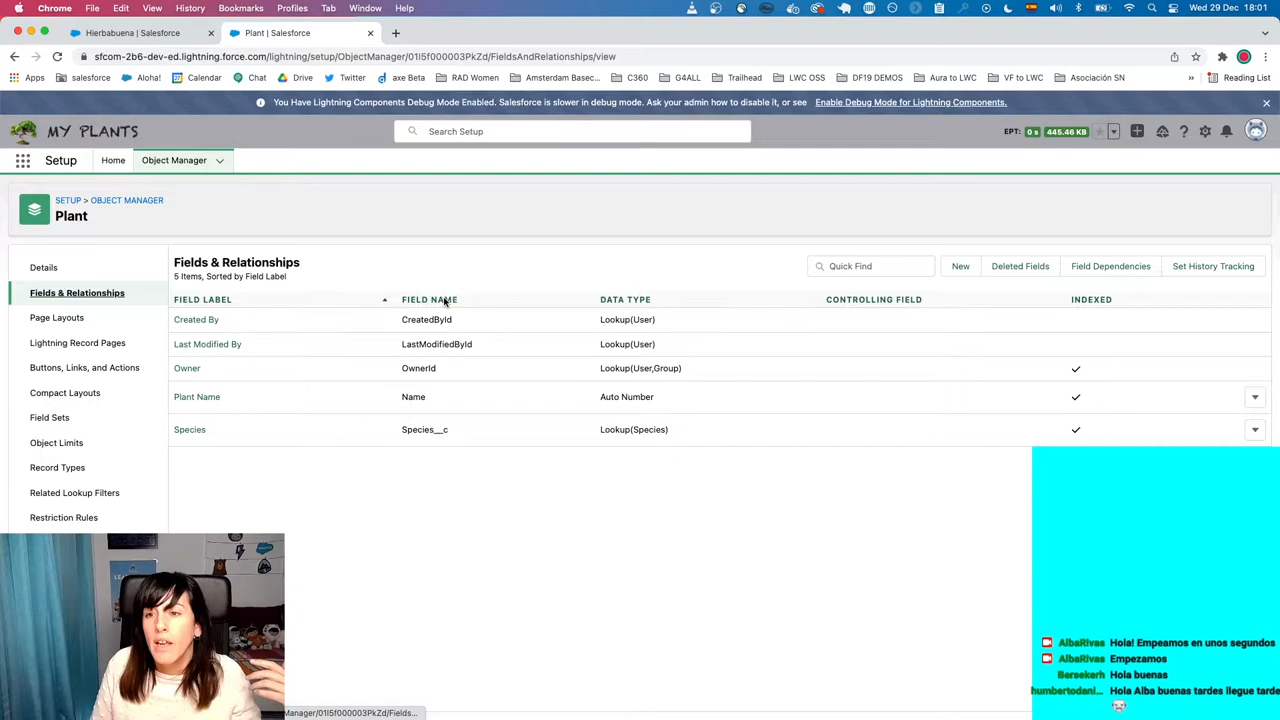 Chrome File Edit View History Bookmarks Profiles Tab Window Help Wed 29 Dec 18:01
Hierbabuena | Salesforce × Plant | Salesforce × +
sfcom-2b6-dev-ed.lightning.force.com/lightning/setup/ObjectManager/01I5f000003PkZd/FieldsAndRelationships/view
Apps salesforce Aloha! Calendar Chat Drive Twitter axe Beta RAD Women Amsterdam Basec... C360 G4ALL Trailhead LWC OSS DF19 DEMOS Aura to LWC VF to LWC Asociación SN » Reading List
You Have Lightning Components Debug Mode Enabled. Salesforce is slower in debug mode. Ask your admin how to disable it, or see Enable Debug Mode for Lightning Components.
MY PLANTS Search Setup EPT: 0 s 445.46 KB
Setup Home Object Manager
SETUP > OBJECT MANAGER
Plant
Details
Fields & Relationships
Page Layouts
Lightning Record Pages
Buttons, Links, and Actions
Compact Layouts
Field Sets
Object Limits
Record Types
Related Lookup Filters
Restriction Rules
Fields & Relationships
5 Items, Sorted by Field Label
Quick Find New Deleted Fields Field Dependencies Set History Tracking
FIELD LABEL FIELD NAME DATA TYPE CONTROLLING FIELD INDEXED
Created By CreatedById Lookup(User)
Last Modified By LastModifiedById Lookup(User)
Owner OwnerId Lookup(User,Group)
Plant Name Name Auto Number
Species Species__c Lookup(Species)
AlbaRivas Hola! Empeamos en unos segundos
AlbaRivas Empezamos
Bersekerh Hola buenas
humbertodani... Hola Alba buenas tardes llegue tarde
Manager/01I5f000003PkZd/Fields...